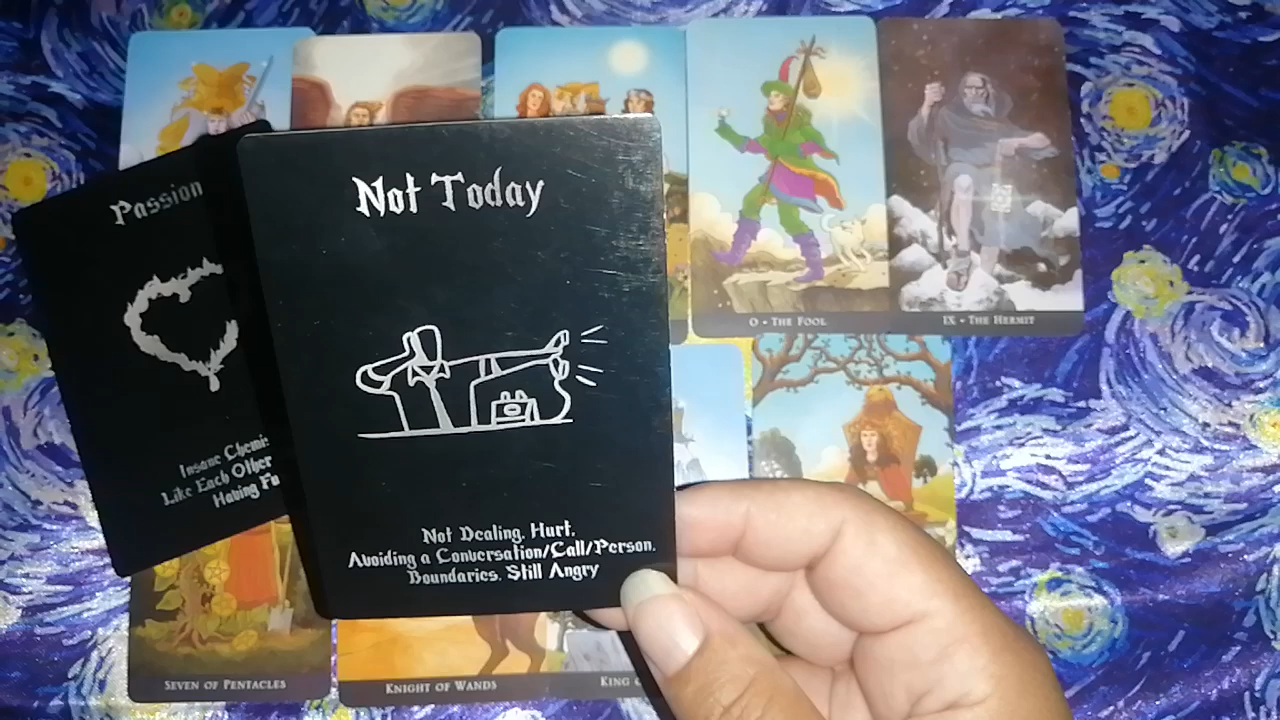 Passion
Insane Chemis
Like Each Other
Having Fu
Not Today
Not Dealing. Hurt.
Avoiding a Conversation/Call/Person.
Boundaries. Still Angry
0 • THE FOOL
IX • THE HERMIT
SEVEN OF PENTACLES
KNIGHT OF WANDS
KING